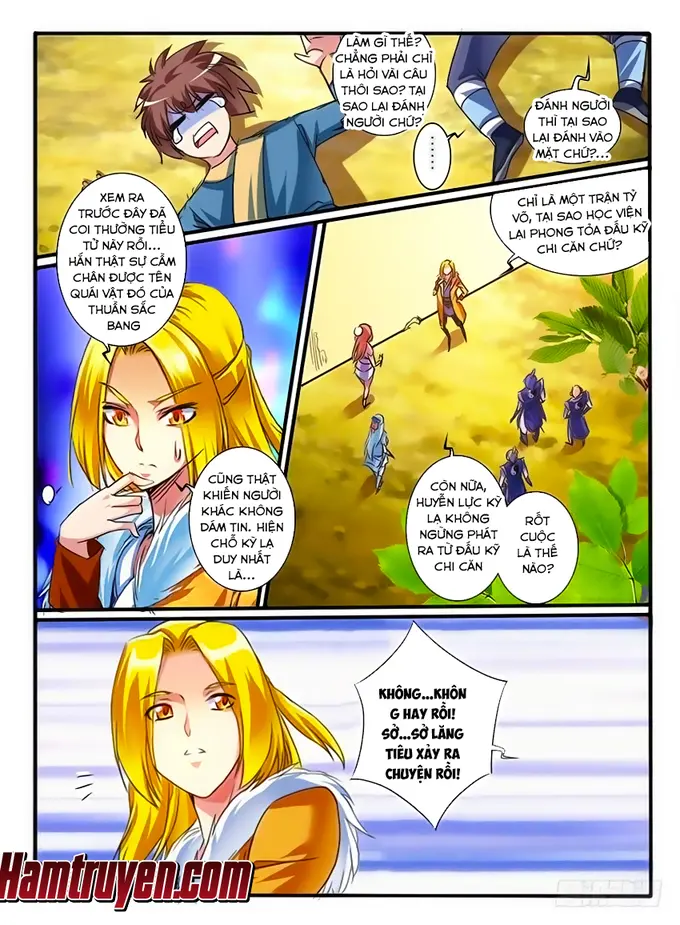 LÀM GÌ THẾ?
CHẲNG PHẢI CHỈ
LÀ HỎI VÀI CÂU
THÔI SAO? TẠI
SAO LẠI ĐÁNH
NGƯỜI CHỨ?
ĐÁNH NGƯỜI
THÌ TẠI SAO
LẠI ĐÁNH VÀO
MẶT CHỨ?...
......
XEM RA
TRƯỚC ĐÂY ĐÃ
COI THƯỜNG TIỂU
TỬ NÀY RỒI...
HẮN THẬT SỰ CẦM
CHÂN ĐƯỢC TÊN
QUÁI VẬT ĐÓ CỦA
THUẦN SẮC
BANG
CHỈ LÀ MỘT TRẬN TỶ
VÕ, TẠI SAO HỌC VIỆN
LẠI PHONG TỎA ĐẤU KỸ
CHI CĂN CHỨ?
CŨNG THẬT
KHIẾN NGƯỜI
KHÁC KHÔNG
DÁM TIN. HIỆN
CHỖ KỲ LẠ
DUY NHẤT
LÀ...
CÒN NỮA,
HUYỄN LỰC KỲ
LẠ KHÔNG
NGỪNG PHÁT
RA TỪ ĐẤU KỸ
CHI CĂN
RỐT
CUỘC LÀ
THẾ
NÀO?
KHÔNG...KHÔN
G HAY RỒI!
SỞ...SỞ LĂNG
TIÊU XẢY RA
CHUYỆN RỒI!
Hamtruyen.com